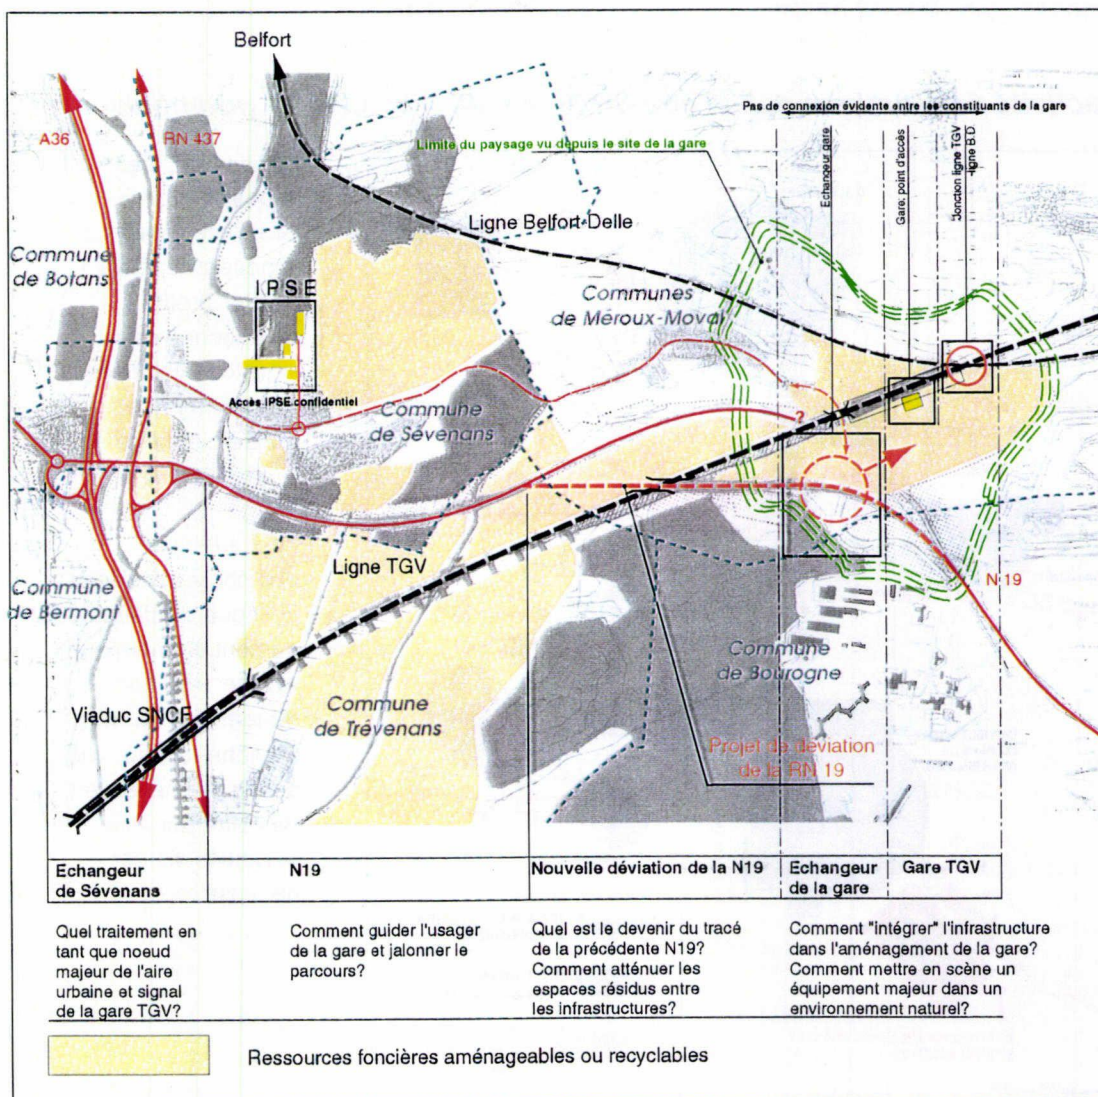 Belfort
Pas de connexion évidente entre les constituants de la gare
A36
RN 437
Limite du paysage vu depuis le site de la gare
Echangeur gare
Gare, point d'accès
Jonction ligne TGV
ligne B.D.
Ligne Belfort-Delle
Commune
de Botans
I P S E
Communes
de Méroux-Moval
Accès IPSE confidentiel
Commune
de Sévenans
?
Ligne TGV
N 19
Commune
de Bermont
Commune
de Bourogne
Viaduc SNCF
Commune
de Trévenans
Projet de déviation
de la RN 19
Echangeur
de Sévenans
N19
Nouvelle déviation de la N19
Echangeur
de la gare
Gare TGV
Quel traitement en
tant que noeud
majeur de l'aire
urbaine et signal
de la gare TGV?
Comment guider l'usager
de la gare et jalonner le
parcours?
Quel est le devenir du tracé
de la précédente N19?
Comment atténuer les
espaces résidus entre
les infrastructures?
Comment "intégrer" l'infrastructure
dans l'aménagement de la gare?
Comment mettre en scène un
équipement majeur dans un
environnement naturel?
Ressources foncières aménageables ou recyclables